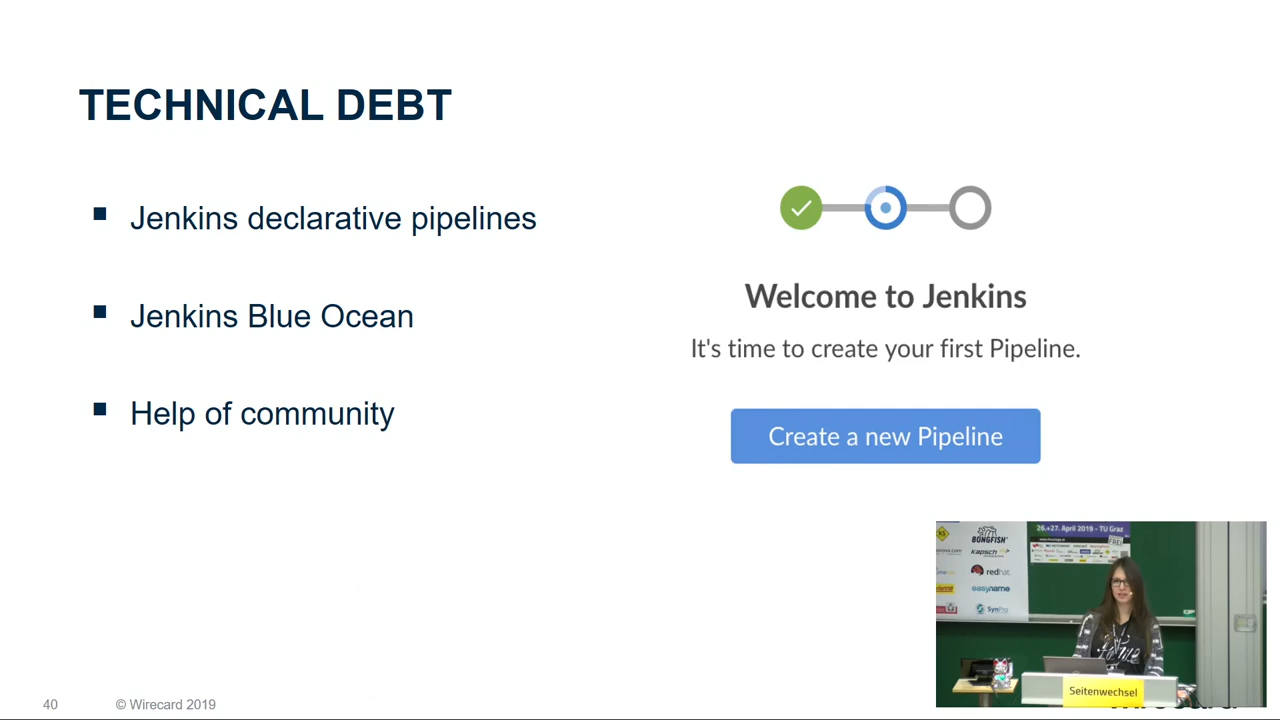 TECHNICAL DEBT
Jenkins declarative pipelines
Jenkins Blue Ocean
Help of community
Welcome to Jenkins
It's time to create your first Pipeline.
Create a new Pipeline
26.+27. April 2019 - TU Graz
BONGFISH
kapsch
redhat
easyname
SynPro
Seitenwechsel
40
© Wirecard 2019